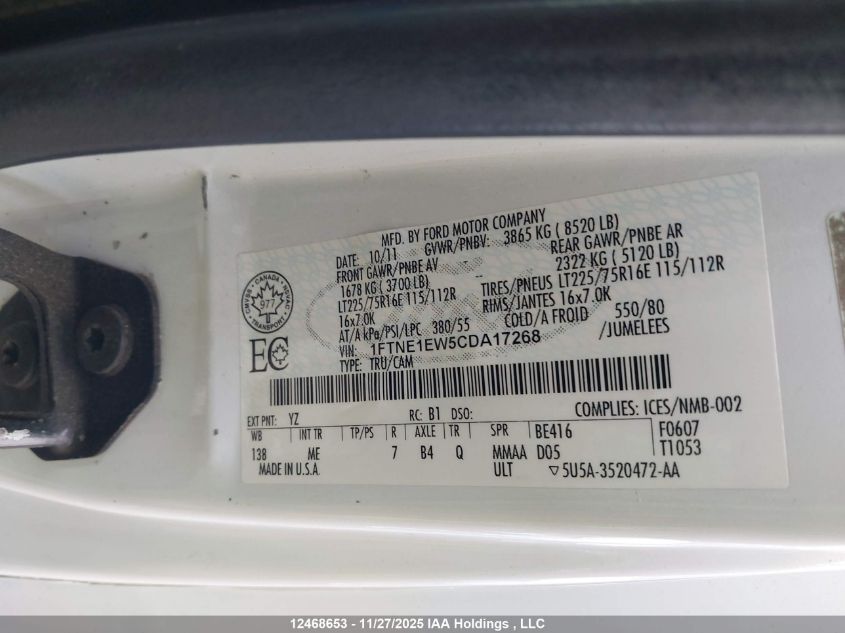 MFD. BY FORD MOTOR COMPANY
DATE: 10/11 GVWR/PNBV: 3865 KG ( 8520 LB)
FRONT GAWR/PNBE AV REAR GAWR/PNBE AR
1678 KG ( 3700 LB) 2322 KG ( 5120 LB)
LT225/75R16E 115/112R TIRES/PNEUS LT225/75R16E 115/112R
16x7.0K RIMS/JANTES 16x7.0K
AT/A kPa/PSI/LPC 380/55 COLD/A FROID 550/80
VIN: 1FTNE1EW5CDA17268 /JUMELEES
TYPE: TRU/CAM
CANADA
977
TRANSPORT
EC
EXT PNT: YZ RC: B1 DSO: COMPLIES: ICES/NMB-002
WB INT TR TP/PS R AXLE TR SPR BE416 F0607
138 ME 7 B4 Q MMAA D05 T1053
MADE IN U.S.A. ULT ▽5U5A-3520472-AA
12468653 - 11/27/2025 IAA Holdings , LLC